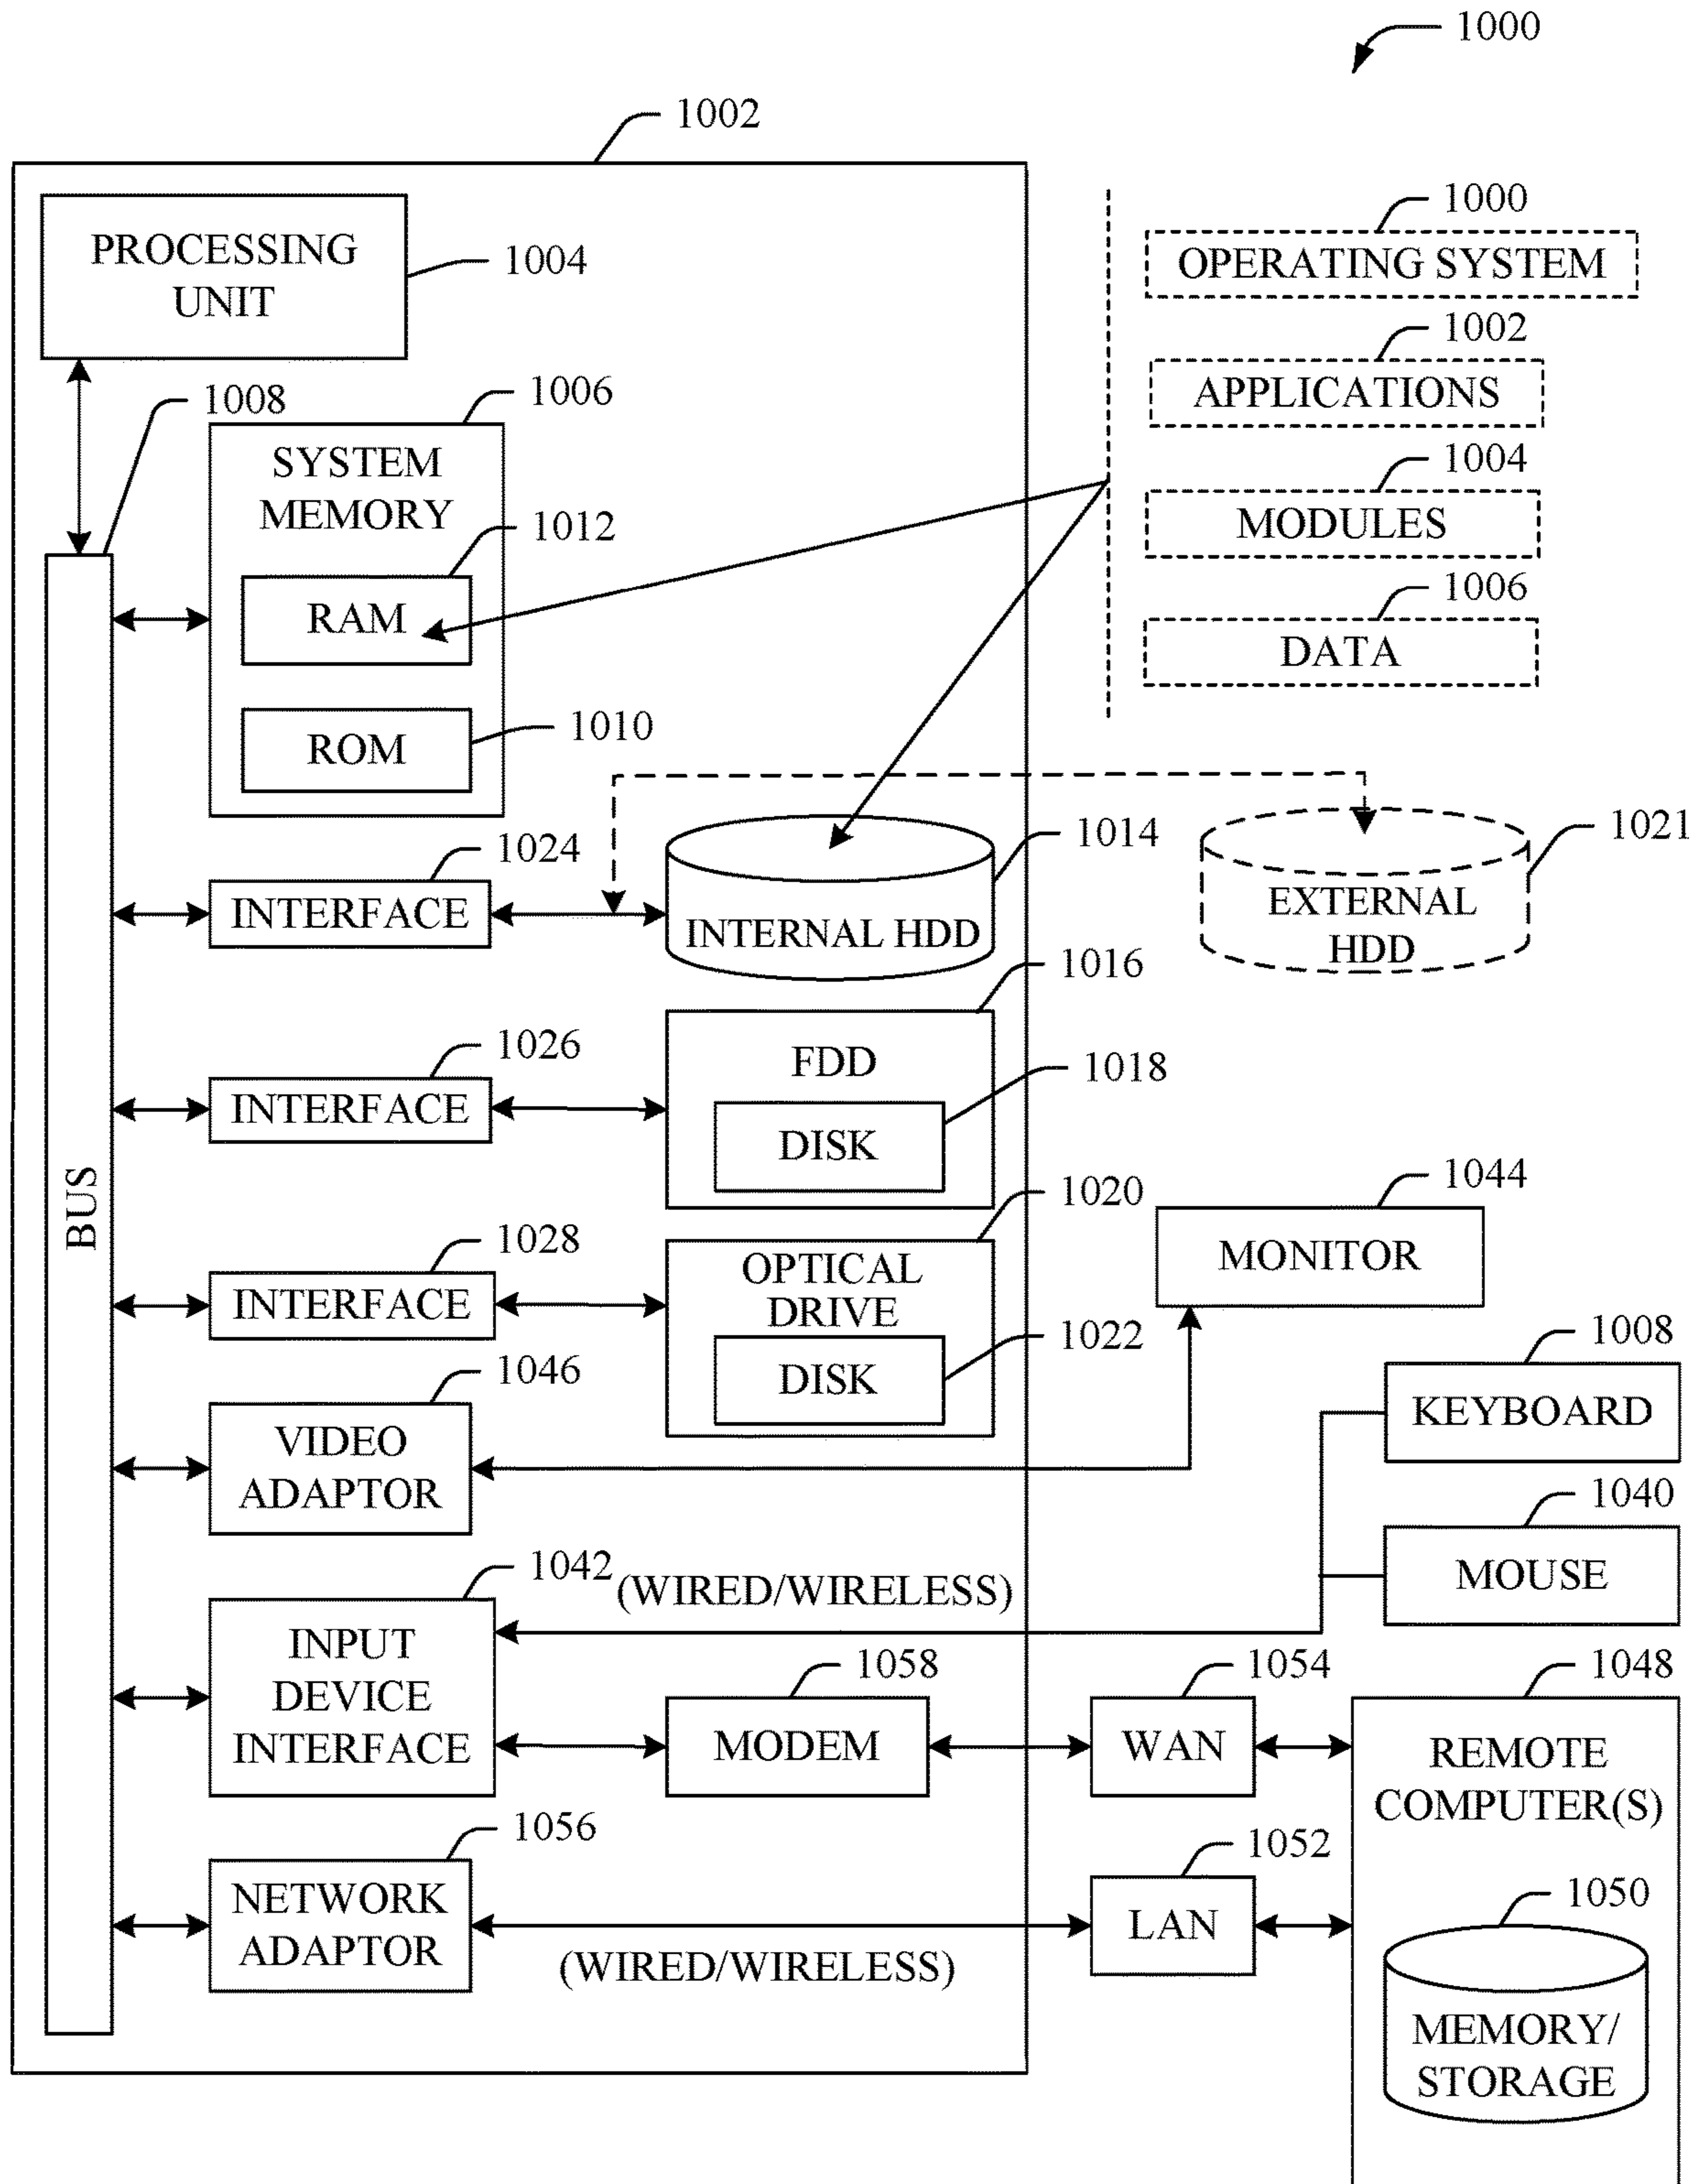 1000
1002
PROCESSING
UNIT
1004
1008
1006
SYSTEM
MEMORY
1012
RAM
1010
ROM
1000
OPERATING SYSTEM
1002
APPLICATIONS
1004
MODULES
1006
DATA
BUS
1024
INTERFACE
1014
INTERNAL HDD
1021
EXTERNAL
HDD
1026
INTERFACE
1016
FDD
1018
DISK
1028
INTERFACE
1020
OPTICAL
DRIVE
1022
DISK
1044
MONITOR
1046
VIDEO
ADAPTOR
1008
KEYBOARD
1040
MOUSE
1042
(WIRED/WIRELESS)
INPUT
DEVICE
INTERFACE
1058
MODEM
1054
WAN
1048
REMOTE
COMPUTER(S)
1056
NETWORK
ADAPTOR
(WIRED/WIRELESS)
1052
LAN
1050
MEMORY/
STORAGE